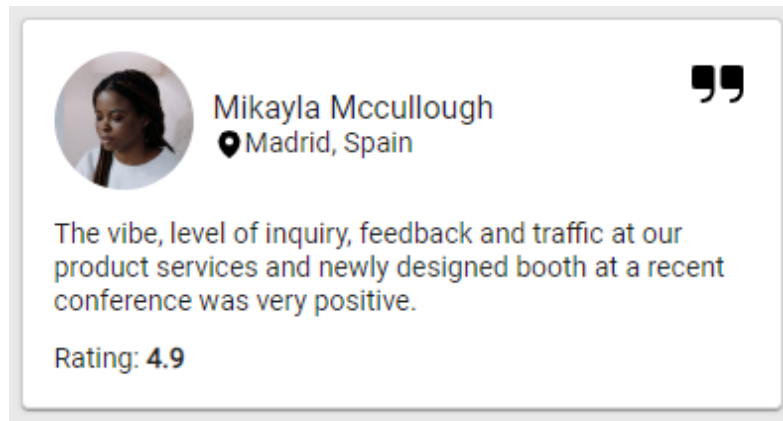 Mikayla Mccullough
Madrid, Spain
The vibe, level of inquiry, feedback and traffic at our
product services and newly designed booth at a recent
conference was very positive.
Rating: 4.9